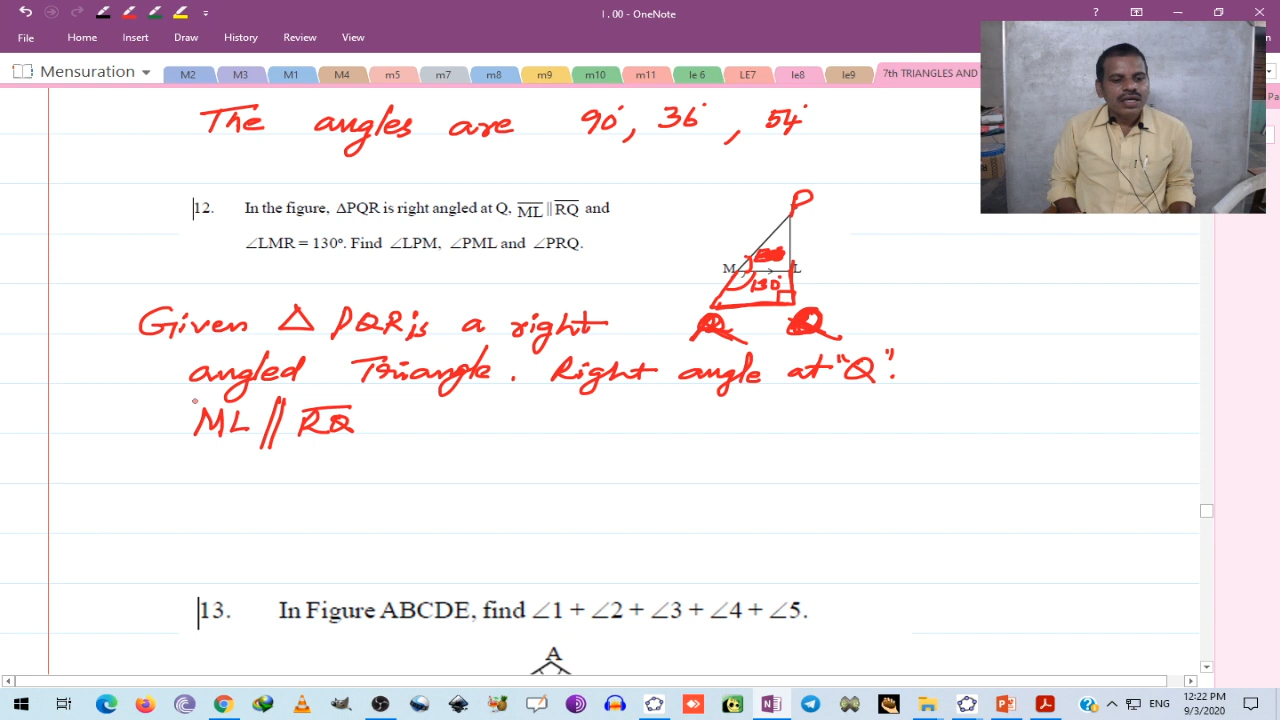 1.00 - OneNote
File Home Insert Draw History Review View
Mensuration M2 M3 M1 M4 m5 m7 m8 m9 m10 m11 le 6 LE7 le8 le9 7th TRIANGLES AND
Pa
The angles are 90°, 36°, 54°
12. In the figure, ΔPQR is right angled at Q, ML || RQ and
∠LMR = 130°. Find ∠LPM, ∠PML and ∠PRQ.
P
M L
130°
Given △ PQR is a right
angled Triangle. Right angle at "Q".
ML // RQ
13. In Figure ABCDE, find ∠1 + ∠2 + ∠3 + ∠4 + ∠5.
A
ENG
12:22 PM
9/3/2020